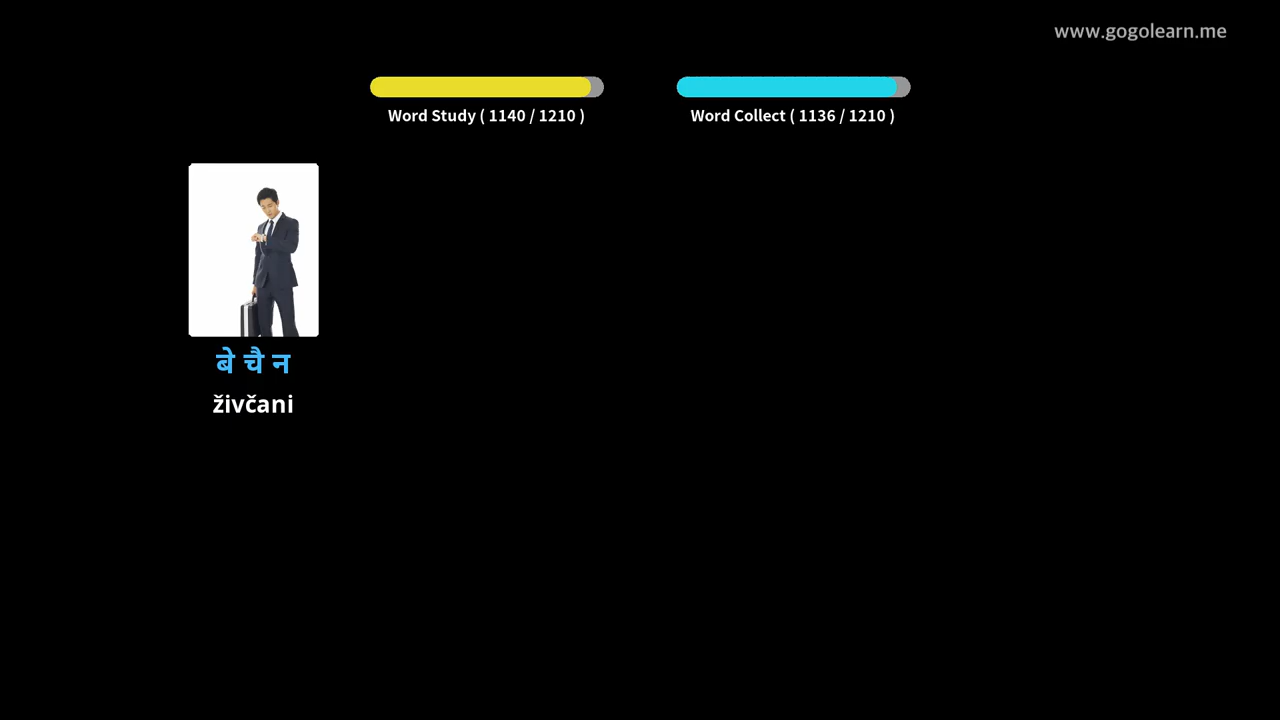 www.gogolearn.me
Word Study ( 1140 / 1210 )
Word Collect ( 1136 / 1210 )
बे चै न
živčani